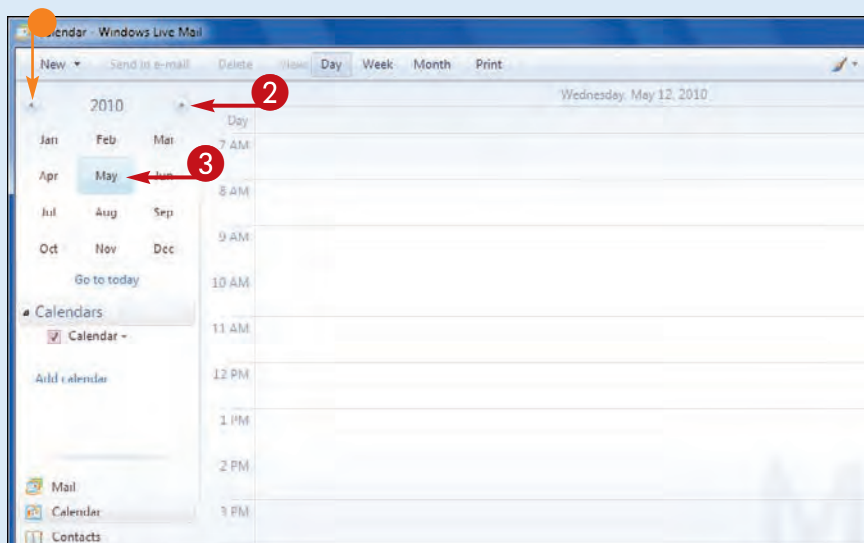 Calendar - Windows Live Mail
New Send in e-mail Delete View: Day Week Month Print
2010
2
Wednesday, May 12, 2010
Day
Jan Feb Mar
7 AM
3
Apr May Jun
8 AM
Jul Aug Sep
9 AM
Oct Nov Dec
Go to today
10 AM
Calendars
11 AM
Calendar
12 PM
Add calendar
1 PM
2 PM
Mail
Calendar
3 PM
Contacts
M